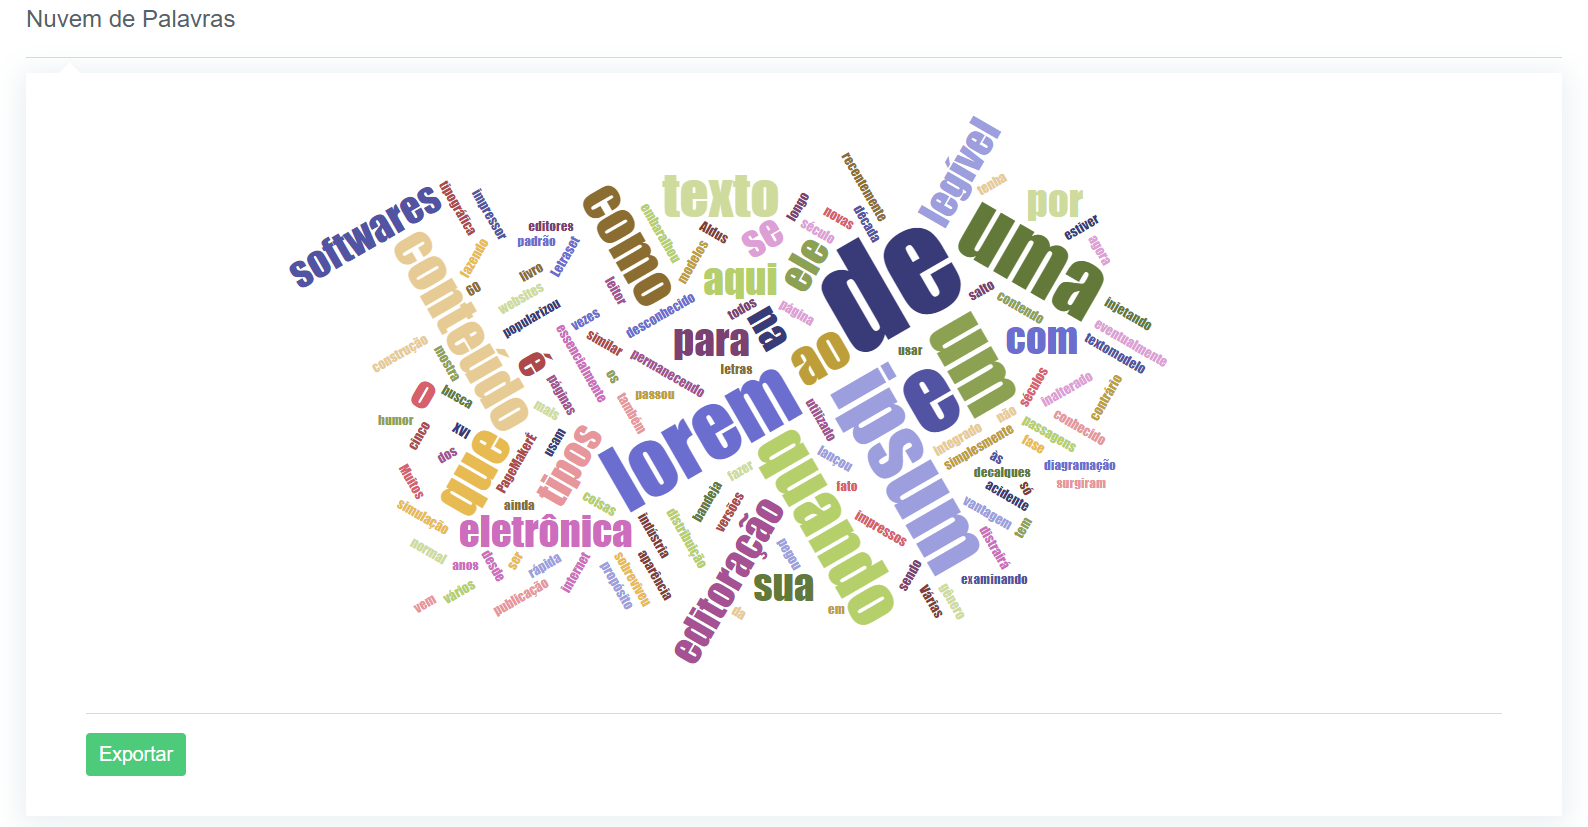 Nuvem de Palavras
softwares
tipográfica
impressor
conteúdo
fazendo
60
editores
padrão
Letraset
livro
websites
popularizou
vezes
como
embaralhou
texto
Aldus
modelos
se
longo
século
novas
recentemente
década
legível
tenha
por
estiver
agora
uma
de
ele
aqui
leitor
desconhecido
todos
na
página
salto
contendo
injetando
eventualmente
textomodelo
com
um
usar
ao
para
letras
similar
essencialmente
permanecendo
construção
mostra
é
páginas
os
também
passou
O
busca
humor
cinco
XVI
dos
mais
usam
PageMakerÉ
que
tipos
lorem
utilizado
ipsum
e
séculos
inalterado
contrário
não
conhecido
passagens
integrado
simplesmente
fase
às
decalques
diagramação
surgiram
só
acidente
vantagem
tem
distrairá
examinando
Muitos
simulação
ainda
coisas
fazer
bandeja
versões
lançou
fato
quando
impressos
eletrônica
indústria
distribuição
editoração
pegou
normal
anos
desde
ser
rápida
internet
propósito
sobreviveu
aparência
sua
sendo
Várias
gênero
vem
vários
publicação
da
em
Exportar